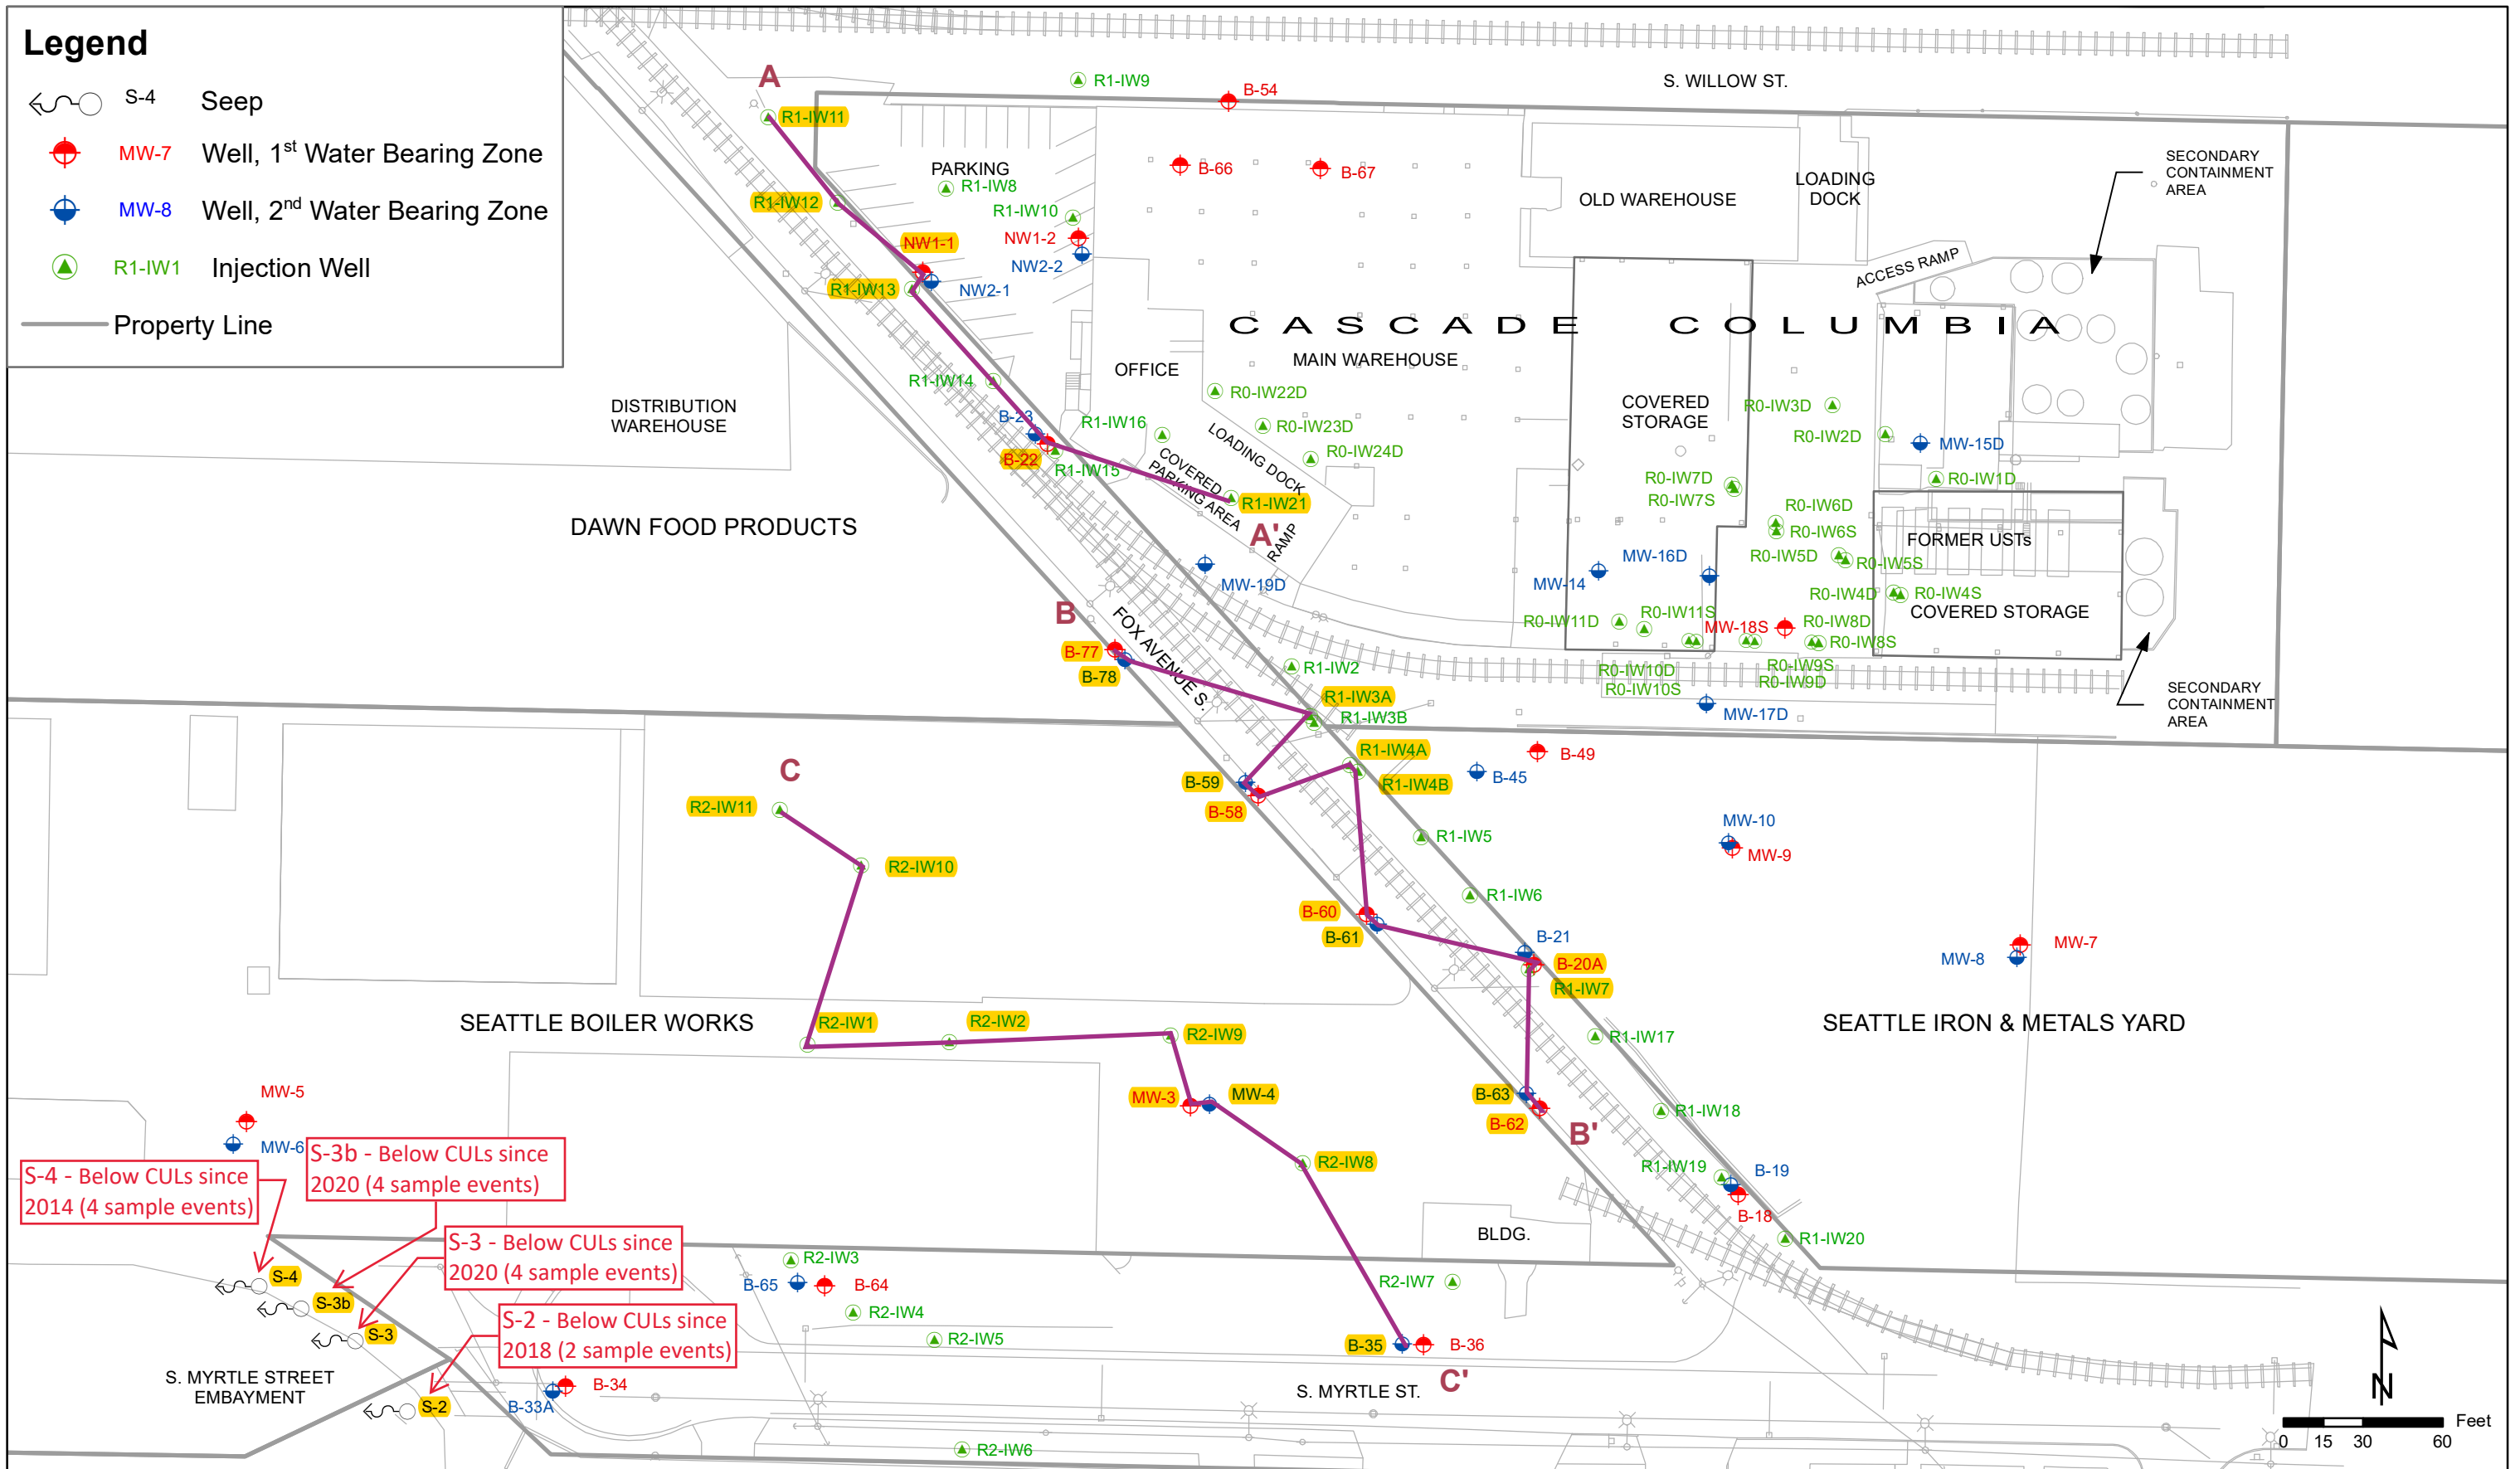 Legend
S-4 Seep
MW-7 Well, 1st Water Bearing Zone
MW-8 Well, 2nd Water Bearing Zone
R1-IW1 Injection Well
Property Line
A
R1-IW9
B-54
S. WILLOW ST.
R1-IW11
PARKING
R1-IW8
B-66
B-67
R1-IW12
R1-IW10
NW1-1
NW1-2
NW2-2
R1-IW13
NW2-1
OLD WAREHOUSE
LOADING
DOCK
SECONDARY
CONTAINMENT
AREA
ACCESS RAMP
CASCADE COLUMBIA
MAIN WAREHOUSE
OFFICE
R1-IW14
R0-IW22D
DISTRIBUTION
WAREHOUSE
B-23
R1-IW16
R0-IW23D
COVERED
STORAGE
R0-IW3D
R0-IW2D
MW-15D
B-22
R1-IW15
LOADING DOCK
R0-IW24D
COVERED
PARKING AREA
R1-IW21
R0-IW7D
R0-IW7S
R0-IW1D
R0-IW6D
R0-IW6S
DAWN FOOD PRODUCTS
A'
RAMP
FORMER USTs
R0-IW5D
R0-IW5S
MW-19D
MW-14
MW-16D
R0-IW4D
R0-IW4S
COVERED STORAGE
B
FOX AVENUE S.
R0-IW11D
R0-IW11S
MW-18S
R0-IW8D
R0-IW8S
B-77
B-78
R1-IW2
R0-IW10D
R0-IW9S
R0-IW10S
R0-IW9D
R1-IW3A
R1-IW3B
MW-17D
SECONDARY
CONTAINMENT
AREA
C
R1-IW4A
B-49
B-59
R1-IW4B
B-45
R2-IW11
B-58
R1-IW5
MW-10
MW-9
R2-IW10
R1-IW6
B-60
B-61
B-21
MW-7
MW-8
B-20A
R1-IW7
SEATTLE BOILER WORKS
R2-IW1
R2-IW2
R2-IW9
R1-IW17
SEATTLE IRON & METALS YARD
MW-5
MW-3
MW-4
B-63
B-62
R1-IW18
B'
MW-6
S-3b - Below CULs since
2020 (4 sample events)
S-4 - Below CULs since
2014 (4 sample events)
R2-IW8
R1-IW19
B-19
B-18
S-3 - Below CULs since
2020 (4 sample events)
BLDG.
R1-IW20
R2-IW3
S-4
B-65
B-64
R2-IW7
S-3b
R2-IW4
S-3
S-2 - Below CULs since
2018 (2 sample events)
R2-IW5
B-35
B-36
S. MYRTLE STREET
EMBAYMENT
C'
B-34
S. MYRTLE ST.
N
S-2
B-33A
Feet
0 15 30 60
R2-IW6